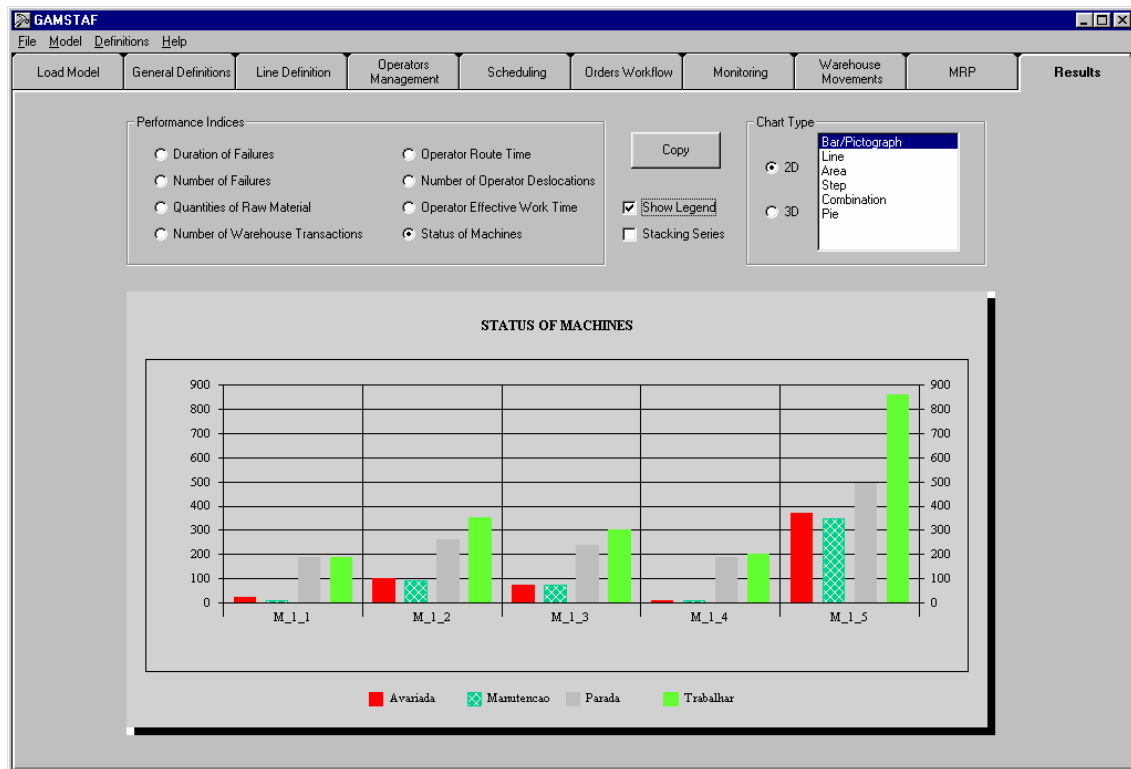 GAMSTAF
File Model Definitions Help
Load Model General Definitions Line Definition Operators Management Scheduling Orders Workflow Monitoring Warehouse Movements MRP Results
Performance Indices
Duration of Failures
Number of Failures
Quantities of Raw Material
Number of Warehouse Transactions
Operator Route Time
Number of Operator Deslocations
Operator Effective Work Time
Status of Machines
Copy
Show Legend
Stacking Series
Chart Type
2D
3D
Bar/Pictograph
Line
Area
Step
Combination
Pie
STATUS OF MACHINES
900 900
800 800
700 700
600 600
500 500
400 400
300 300
200 200
100 100
0 0
M_1_1 M_1_2 M_1_3 M_1_4 M_1_5
Avariada Manutencao Parada Trabalhar